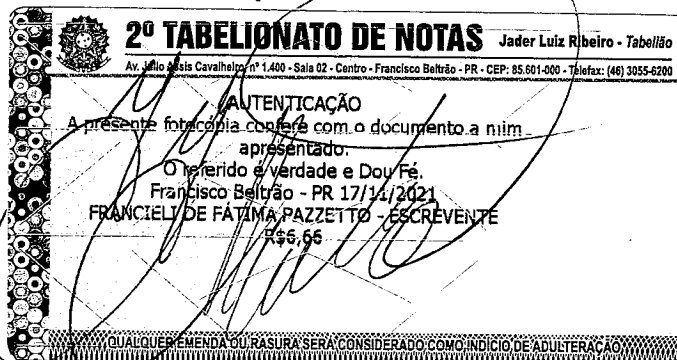 2º TABELIONATO DE NOTAS Jader Luiz Ribeiro - Tabelião
Av. Júlio Assis Cavalheiro, nº 1.400 - Sala 02 - Centro - Francisco Beltrão - PR - CEP: 85.601-000 - Telefax: (46) 3055-6200
AUTENTICAÇÃO
A presente fotocópia confere com o documento a mim
apresentado.
O referido é verdade e Dou Fé.
Francisco Beltrão - PR 17/11/2021
FRANCIELI DE FÁTIMA PAZZETTO - ESCREVENTE
R$6,66
QUALQUER EMENDA OU RASURA SERÁ CONSIDERADO COMO INDÍCIO DE ADULTERAÇÃO